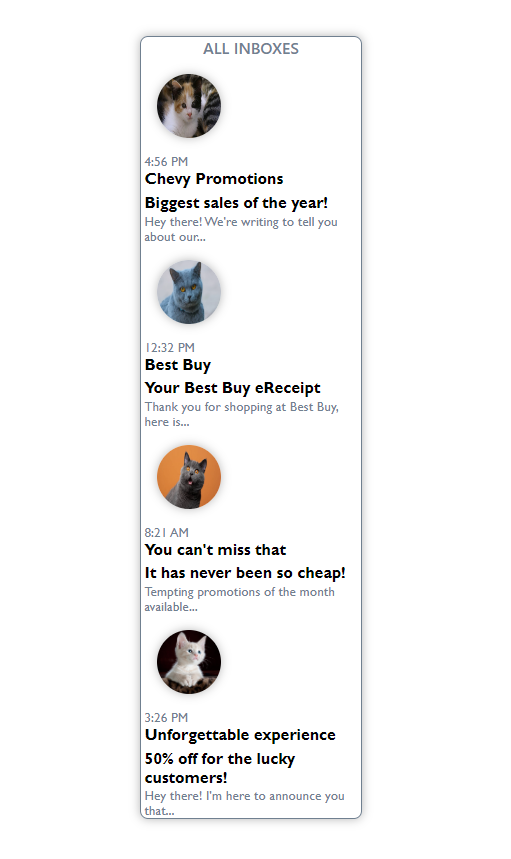 ALL INBOXES
4:56 PM
Chevy Promotions
Biggest sales of the year!
Hey there! We're writing to tell you
about our...
12:32 PM
Best Buy
Your Best Buy eReceipt
Thank you for shopping at Best Buy,
here is...
8:21 AM
You can't miss that
It has never been so cheap!
Tempting promotions of the month
available...
3:26 PM
Unforgettable experience
50% off for the lucky
customers!
Hey there! I'm here to announce you
that...